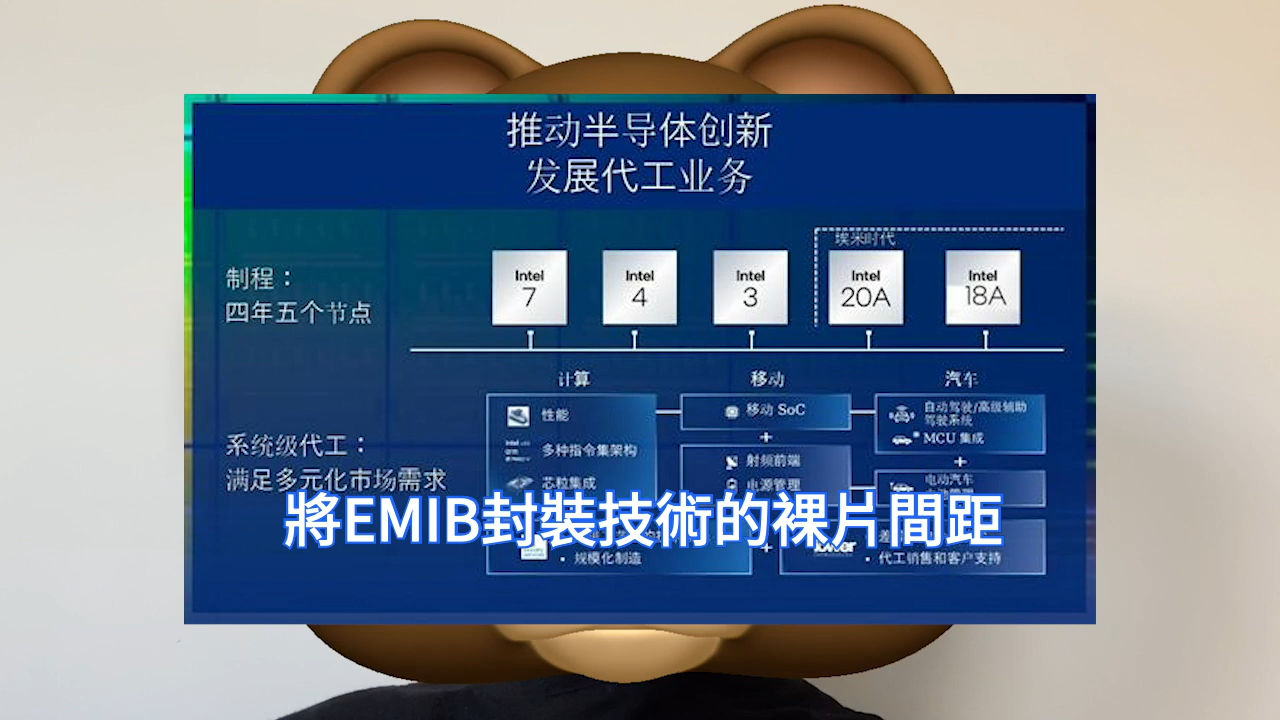 推动半导体创新
发展代工业务
埃米时代
制程：
四年五个节点
Intel
7
Intel
4
Intel
3
Intel
20A
Intel
18A
计算
移动
汽车
系统级代工：
满足多元化市场需求
性能
多种指令集架构
芯粒集成
移动 SoC
+
射频前端
电源管理
自动驾驶/高级辅助
驾驶系统
MCU 集成
+
电动汽车
將EMIB封裝技術的裸片間距
• 规模化制造
+
• 代工销售和客户支持